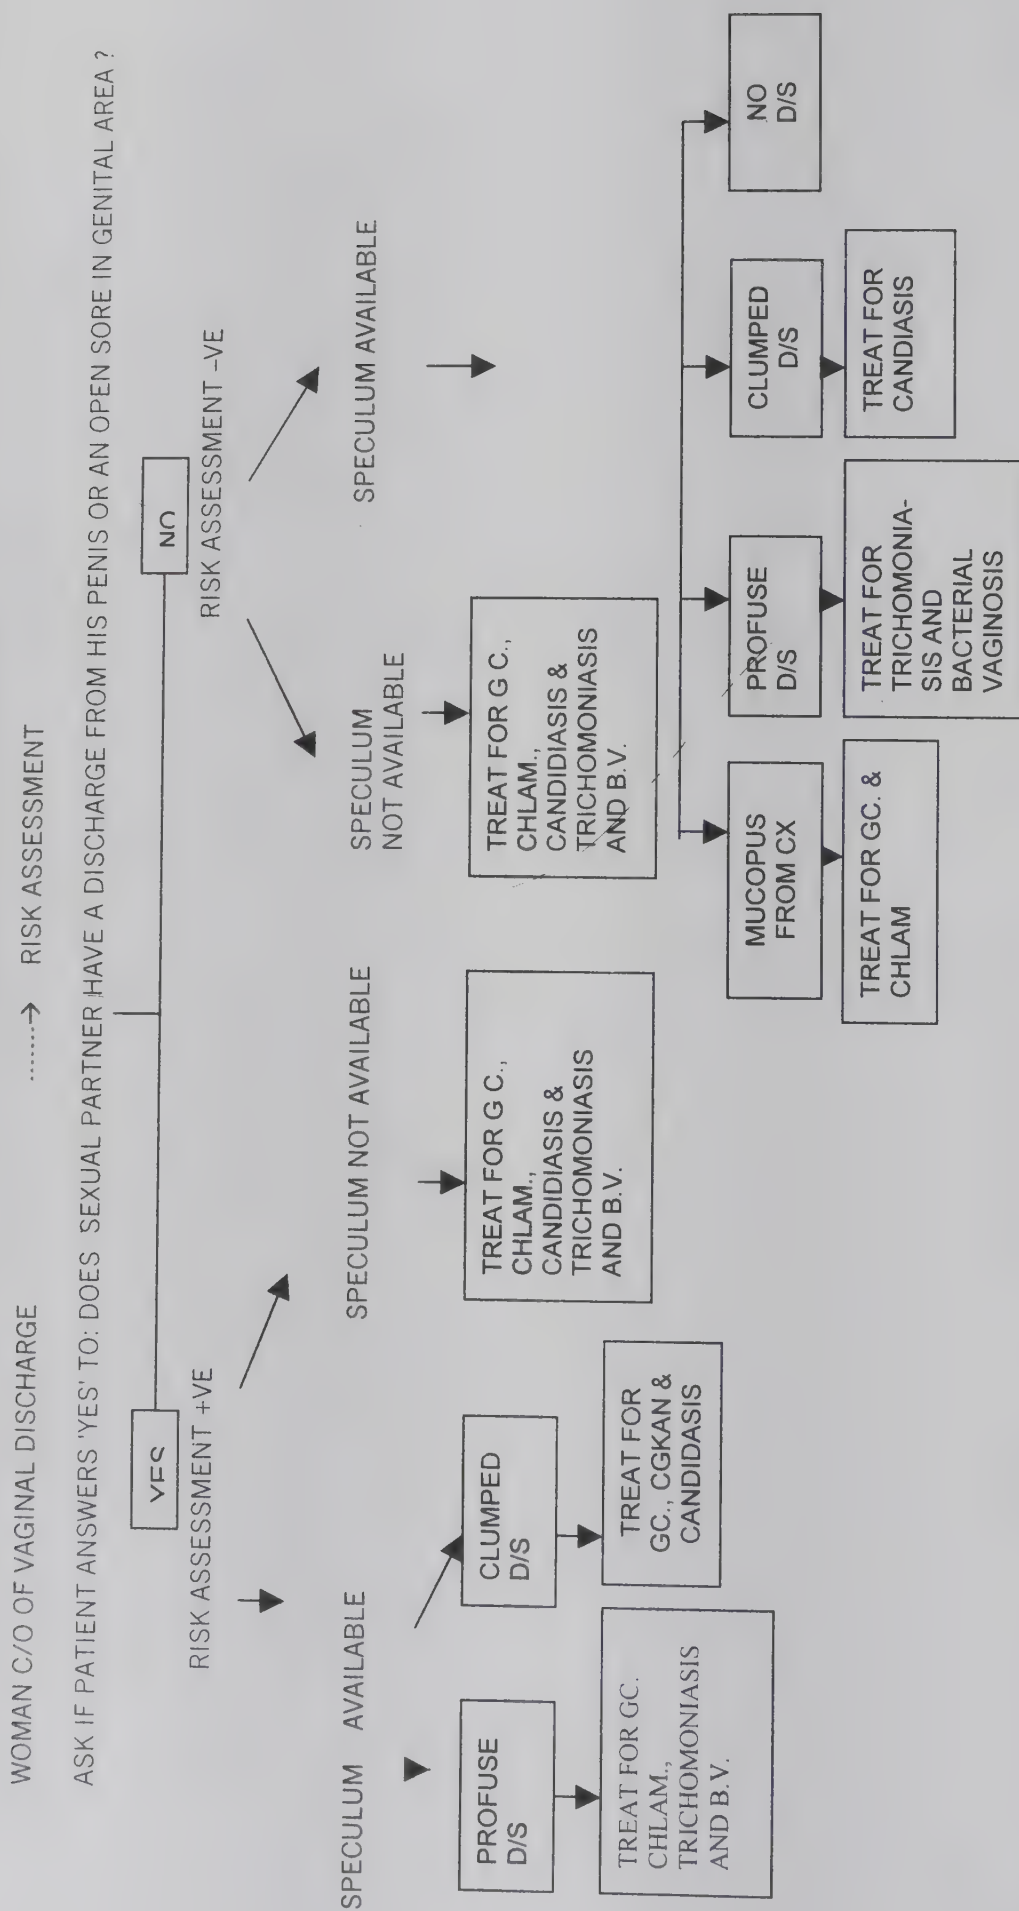 WOMAN C/O OF VAGINAL DISCHARGE
RISK ASSESSMENT
ASK IF PATIENT ANSWERS 'YES' TO: DOES SEXUAL PARTNER HAVE A DISCHARGE FROM HIS PENIS OR AN OPEN SORE IN GENITAL AREA ?
YES
NO
RISK ASSESSMENT +VE
RISK ASSESSMENT –VE
SPECULUM AVAILABLE
SPECULUM NOT AVAILABLE
SPECULUM
NOT AVAILABLE
SPECULUM AVAILABLE
PROFUSE
D/S
CLUMPED
D/S
TREAT FOR G C.,
CHLAM.,
CANDIDIASIS &
TRICHOMONIASIS
AND B.V.
TREAT FOR G C.,
CHLAM.,
CANDIDIASIS &
TRICHOMONIASIS
AND B.V.
TREAT FOR GC.
CHLAM.,
TRICHOMONIASIS
AND B.V.
TREAT FOR
GC., CGKAN &
CANDIDASIS
MUCOPUS
FROM CX
PROFUSE
D/S
CLUMPED
D/S
NO
D/S
TREAT FOR GC. &
CHLAM
TREAT FOR
TRICHOMONIA-
SIS AND
BACTERIAL
VAGINOSIS
TREAT FOR
CANDIASIS